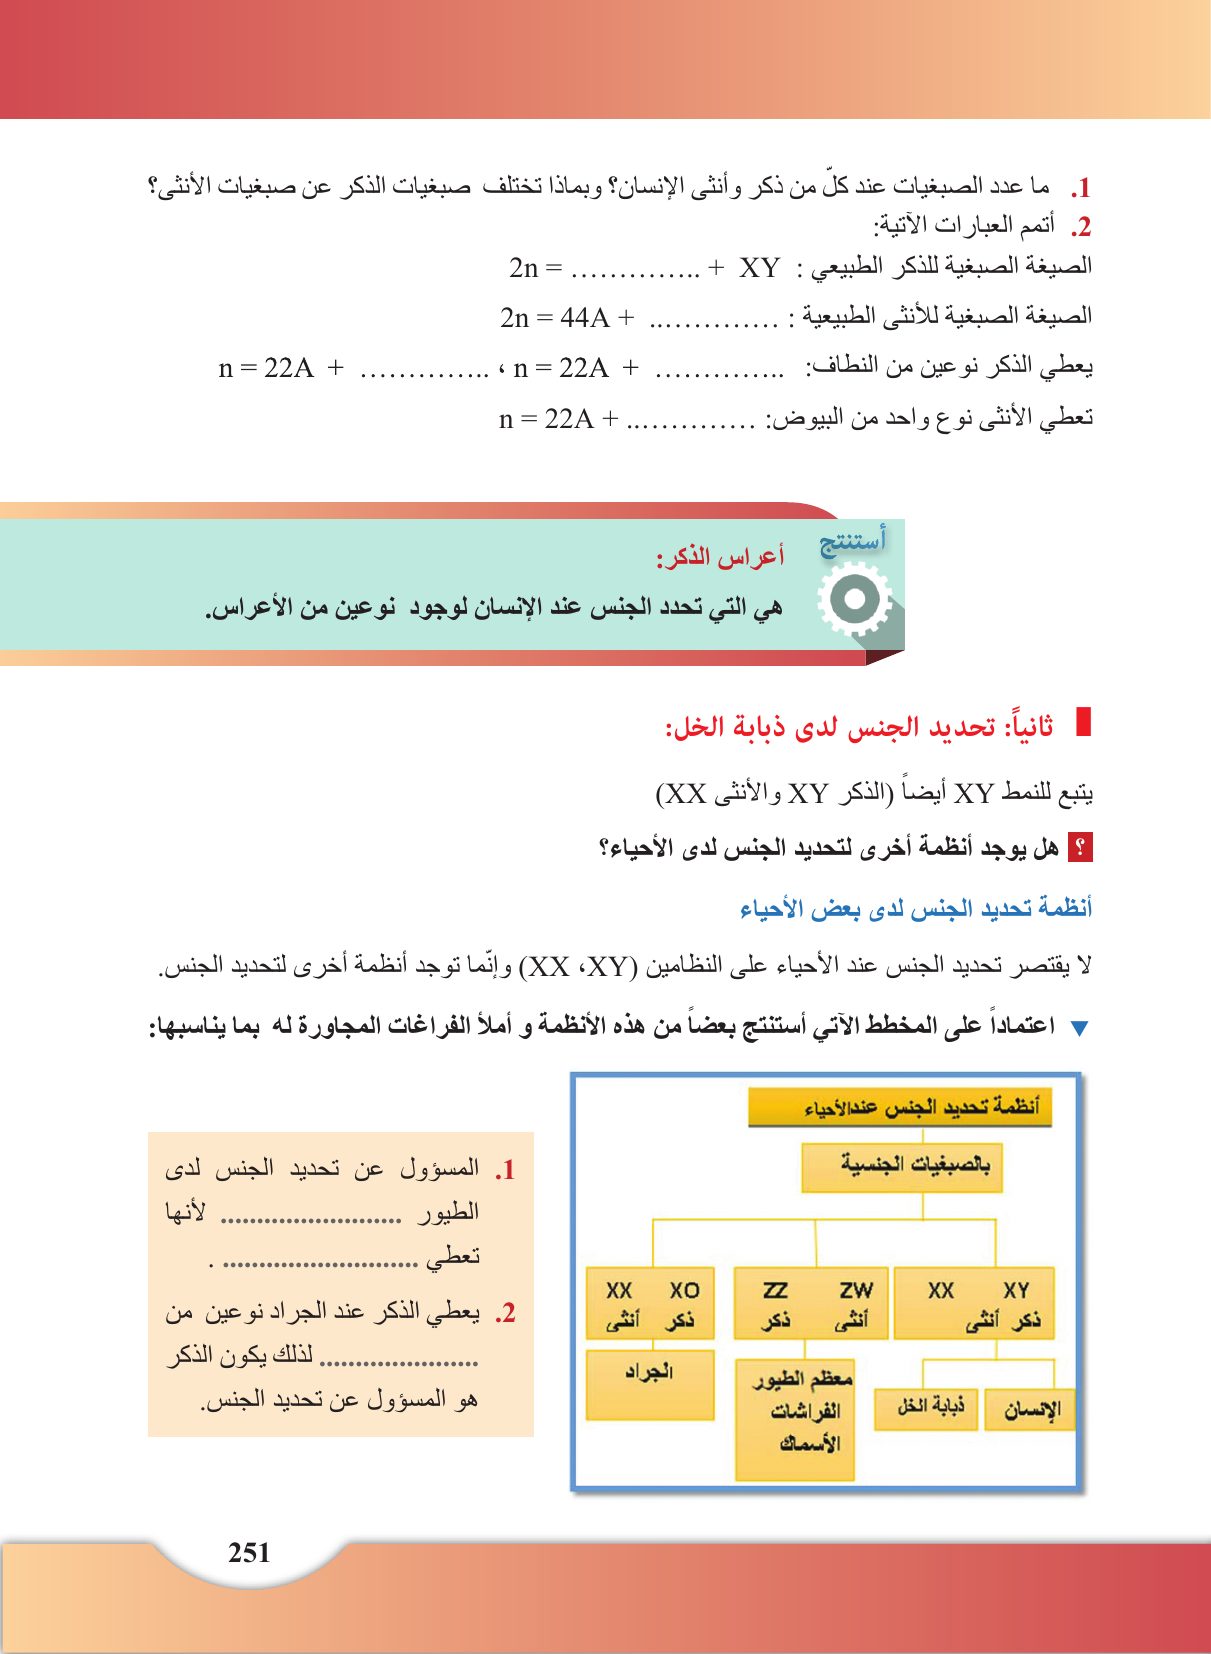 1. ما عدد الصبغيات عند كلّ من ذكر وأنثى الإنسان؟ وبماذا تختلف صبغيات الذكر عن صبغيات الأنثى؟
2. أتمم العبارات الآتية:
الصيغة الصبغية للذكر الطبيعي : 2n = ………….. + XY
الصيغة الصبغية للأنثى الطبيعية : 2n = 44A + ..…………
يعطي الذكر نوعين من النطاف: n = 22A + ………….. ، n = 22A + …………..
تعطي الأنثى نوع واحد من البيوض: n = 22A + ..…………
أستنتج
أعراس الذكر:
هي التي تحدد الجنس عند الإنسان لوجود نوعين من الأعراس.
ثانياً: تحديد الجنس لدى ذبابة الخل:
يتبع للنمط XY أيضاً (الذكر XY والأنثى XX)
؟ هل يوجد أنظمة أخرى لتحديد الجنس لدى الأحياء؟
أنظمة تحديد الجنس لدى بعض الأحياء
لا يقتصر تحديد الجنس عند الأحياء على النظامين (XX ،XY) وإنّما توجد أنظمة أخرى لتحديد الجنس.
▼ اعتماداً على المخطط الآتي أستنتج بعضاً من هذه الأنظمة و أملأ الفراغات المجاورة له بما يناسبها:
أنظمة تحديد الجنس عندالأحياء
بالصبغيات الجنسية
XY XX
ذكر أنثى
ZW ZZ
أنثى ذكر
XO XX
ذكر أنثى
الإنسان
ذبابة الخل
معظم الطيور
الفراشات
الأسماك
الجراد
1. المسؤول عن تحديد الجنس لدى
الطيور ......................... لأنها
تعطي ........................... .
2. يعطي الذكر عند الجراد نوعين من
...................... لذلك يكون الذكر
هو المسؤول عن تحديد الجنس.
251